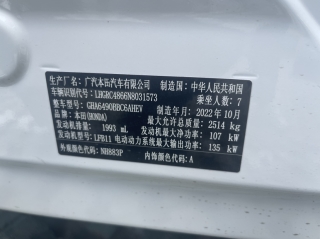 生产厂名：广汽本田汽车有限公司 制造国：中华人民共和国
车辆识别代号：LHGRC4866N8031573 乘坐人数：7
整车型号：GHA6490BBC6AHEV 制造年月：2022年10月
品牌：本田(HONDA) 最大允许总质量：2514 kg
发动机排量：1993 mL 发动机最大净功率：107 kW
发动机型号：LFB11 电动动力系统最大输出功率：135 kW
外观颜色代码：NH883P 内饰颜色代码：A